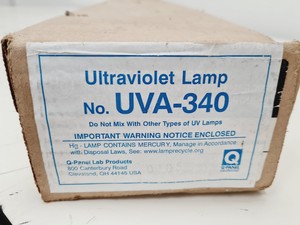 Ultraviolet Lamp
No. UVA-340
Do Not Mix With Other Types of UV Lamps
IMPORTANT WARNING NOTICE ENCLOSED
Hg - LAMP CONTAINS MERCURY, Manage in Accordance
with Disposal Laws, See: www.lamprecycle.org
Q-Panel Lab Products
800 Canterbury Road
Cleveland, OH 44145 USA
Q
Q-PANEL